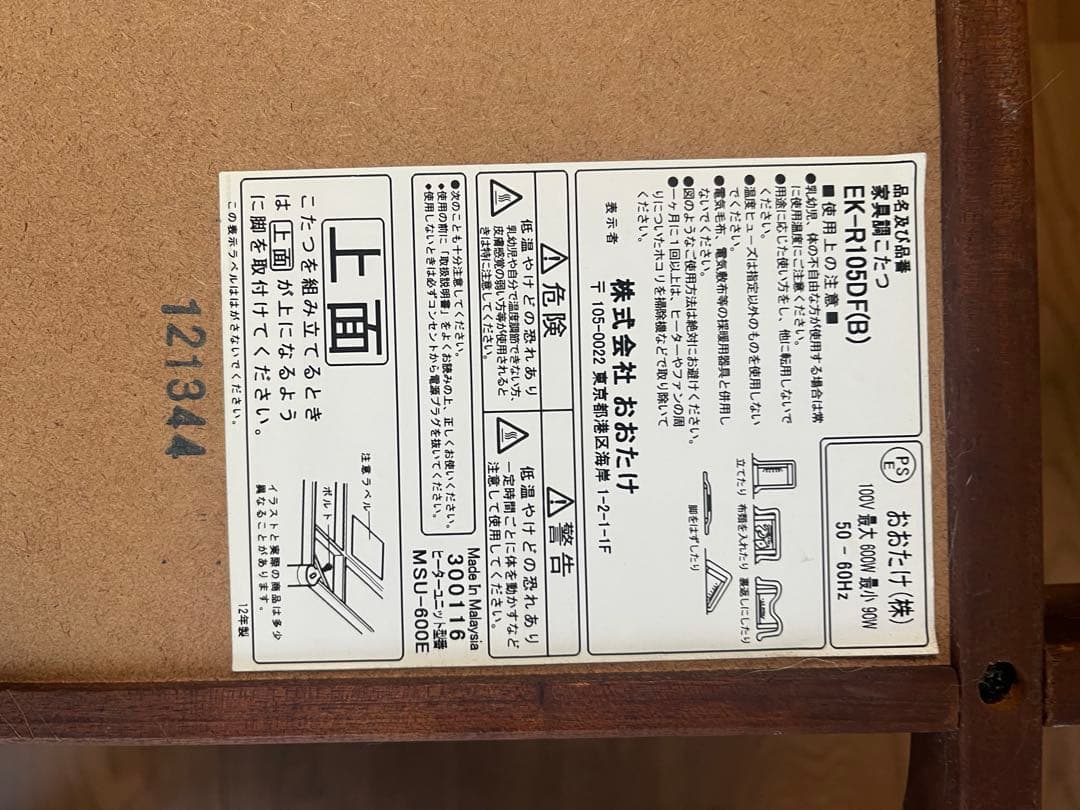 品名及び品番
家具調こたつ
EK−R105DF(B)
PS
E
おおたけ(株)
100V 最大 600W 最小 90W
50 - 60Hz
■使用上の注意■
●乳幼児、体の不自由な方が使用する場合は常
に使用温度にご注意ください。
●用途に応じた使い方をし、他に転用しないで
ください。
●温度ヒューズは指定以外のものを使用しない
でください。
●電気毛布、電気敷布等の採暖用器具と併用し
ないでください。
●図のようなご使用方法は絶対にお避けください。
●一ケ月に1回以上は、ヒーターやファンの周
りについたホコリを掃除機などで取り除いて
ください。
立てたり 布類を入れたり 裏返しにしたり
脚をはずしたり
表示者
株式会社 おおたけ
〒105-0022 東京都港区海岸 1-2-1-1F
危険
低温やけどの恐れあり
乳幼児や自分で温度調節できない方、
皮膚感覚の弱い方等が使用されると
きは特に注意してください。
警告
低温やけどの恐れあり
一定時間ごとに体を動かすなど
注意して使用してください。
●次のことも十分注意してください。
◆使用の前に「取扱説明書」をよくお読みの上、正しくお使いください。
◆使用しないときは必ずコンセントから電源プラグを抜いてください。
Made In Malaysia
300116
ヒーターユニット型番
MSU−600E
上面
こたつを組み立てるとき
は上面が上になるよう
に脚を取付けてください。
この表示ラベルははがさないでください。
注意ラベル
ボルト
イラストと実際の商品は多少
異なることがあります。
12年製
121344